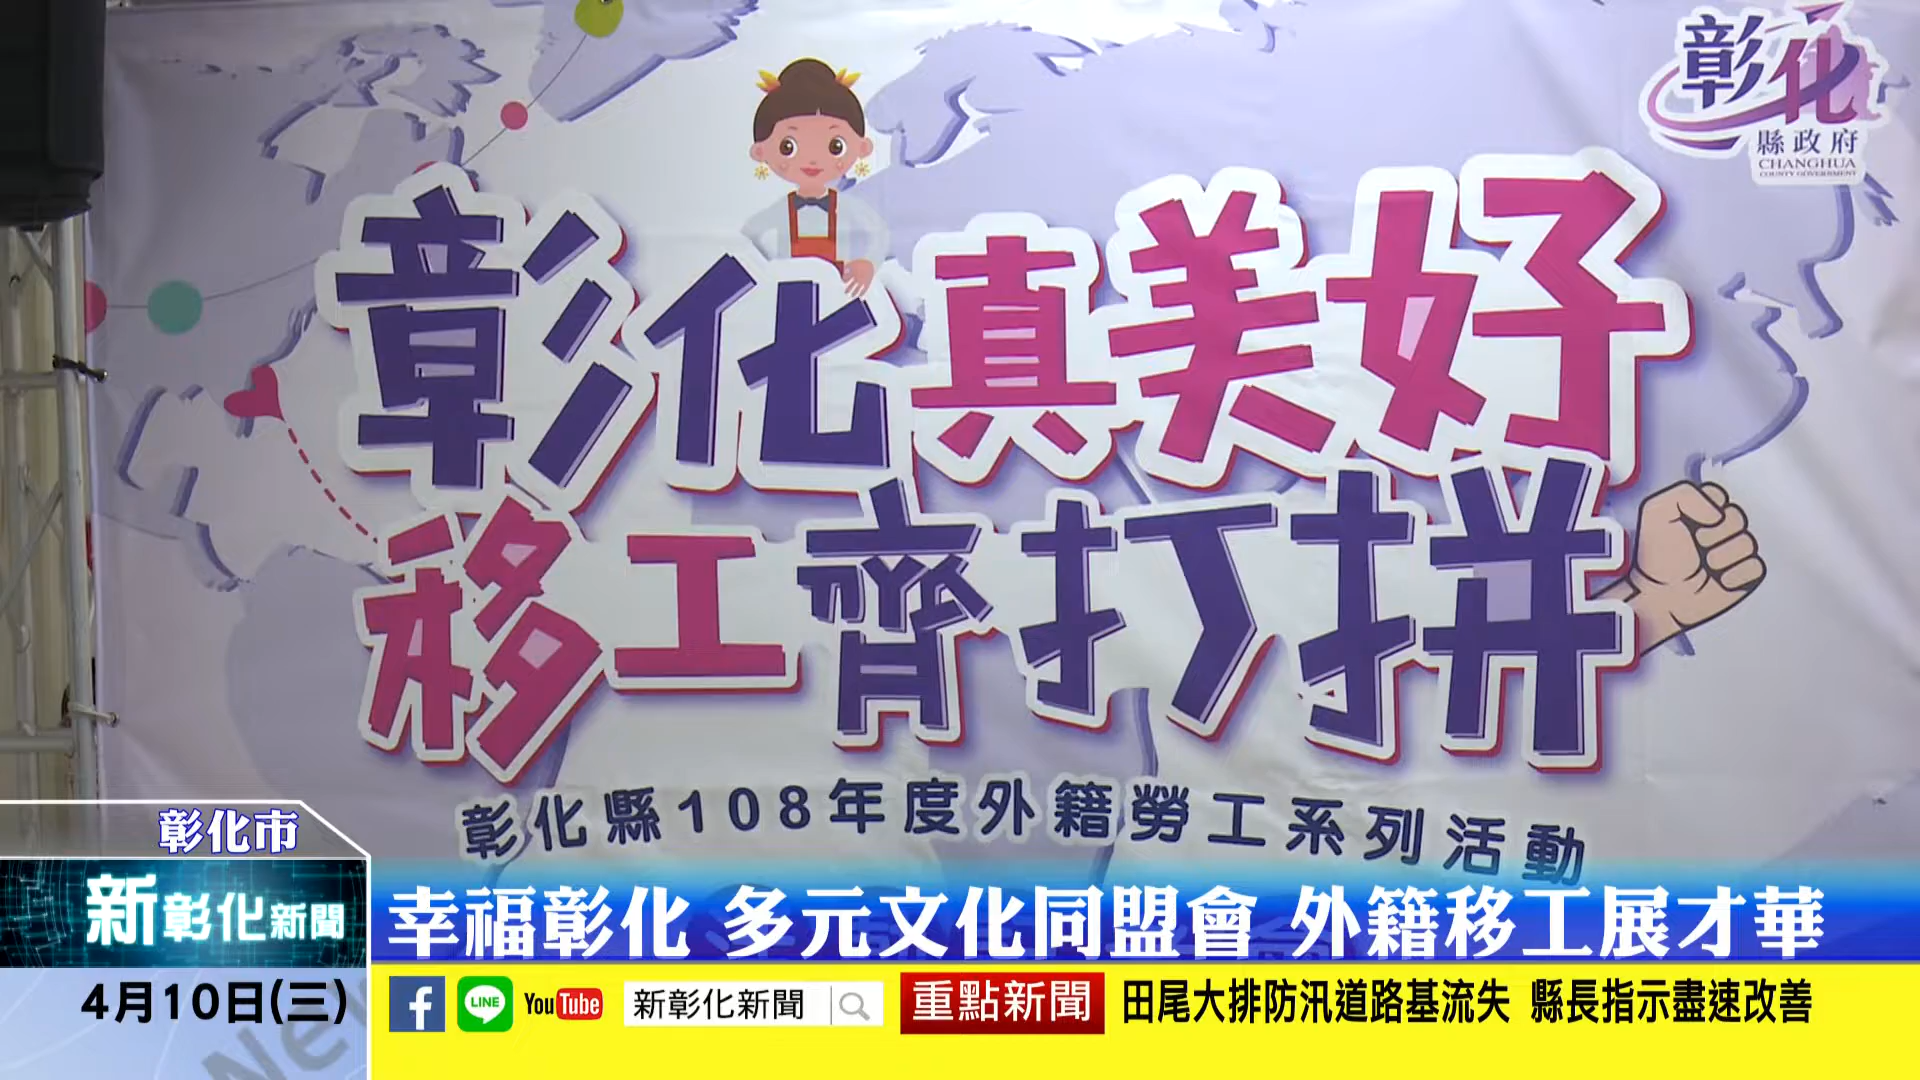 彰化
縣政府
CHANGHUA
COUNTY GOVERNMENT
彰化真美好
移工齊打拼
彰化縣108年度外籍勞工系列活動
彰化市
新彰化新聞
幸福彰化 多元文化同盟會 外籍移工展才華
4月10日(三)
f LINE YouTube 新彰化新聞 重點新聞 田尾大排防汛道路基流失 縣長指示盡速改善